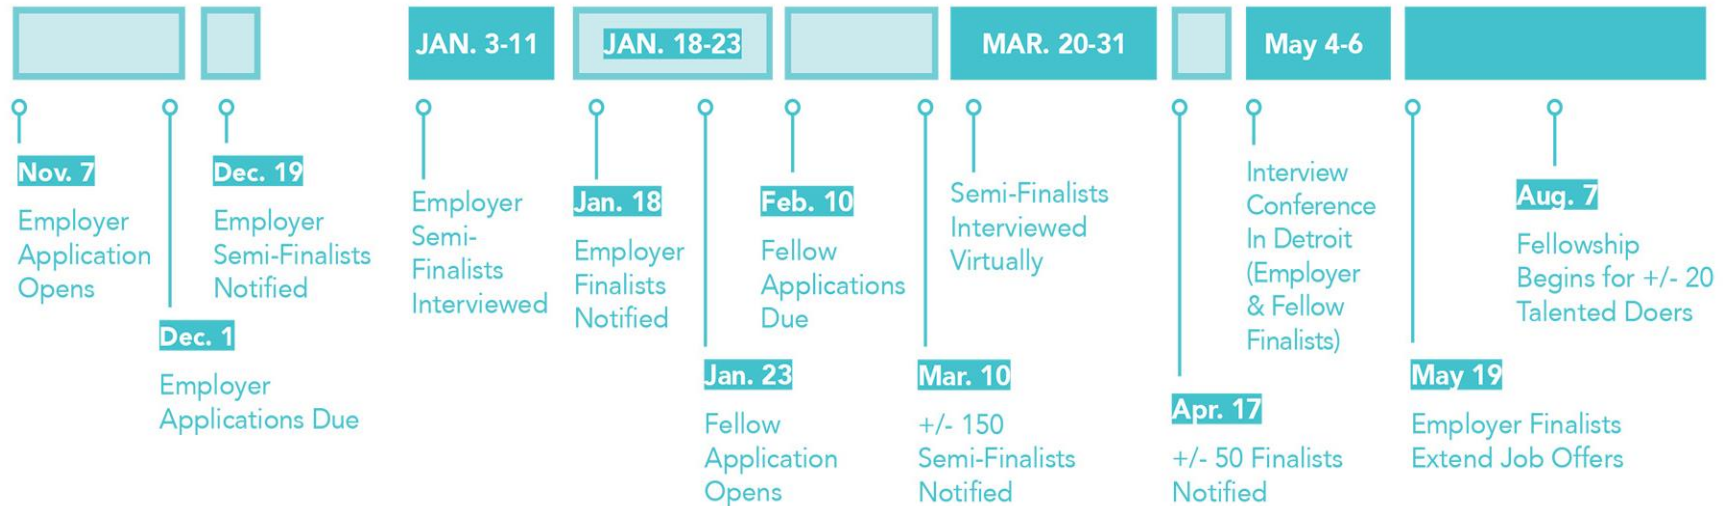 JAN. 3-11
JAN. 18-23
MAR. 20-31
May 4-6
Nov. 7
Employer
Application
Opens
Dec. 1
Employer
Applications Due
Dec. 19
Employer
Semi-Finalists
Notified
Employer
Semi-
Finalists
Interviewed
Jan. 18
Employer
Finalists
Notified
Jan. 23
Fellow
Application
Opens
Feb. 10
Fellow
Applications
Due
Mar. 10
+/- 150
Semi-Finalists
Notified
Semi-Finalists
Interviewed
Virtually
Apr. 17
+/- 50 Finalists
Notified
Interview
Conference
In Detroit
(Employer
& Fellow
Finalists)
May 19
Employer Finalists
Extend Job Offers
Aug. 7
Fellowship
Begins for +/- 20
Talented Doers